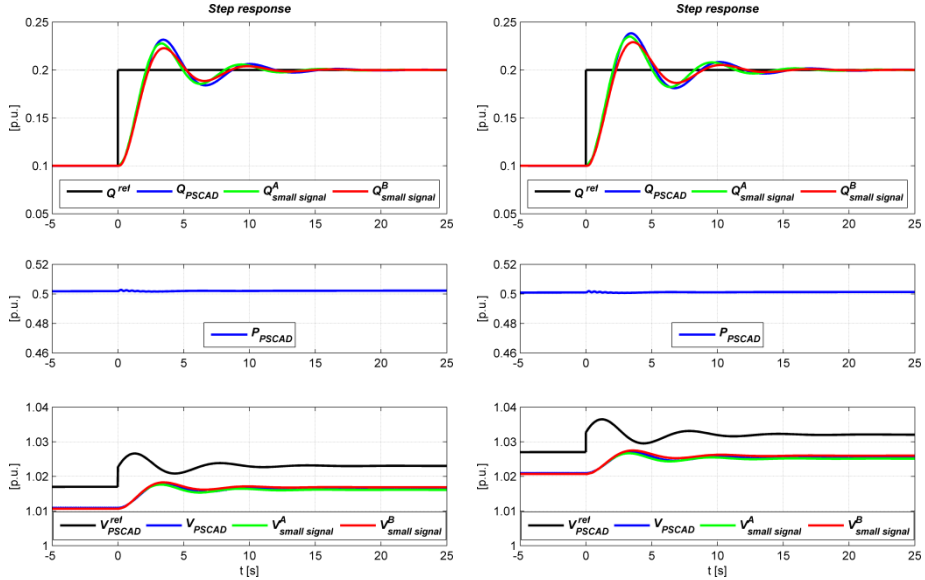 Step response
0.25
0.2
0.15
0.1
0.05
[p.u.]
Q^ref Q_PSCAD Q^A_small signal Q^B_small signal
-5 0 5 10 15 20 25
0.52
0.5
0.48
0.46
[p.u.]
P_PSCAD
-5 0 5 10 15 20 25
1.04
1.03
1.02
1.01
1
[p.u.]
V^ref_PSCAD V_PSCAD V^A_small signal V^B_small signal
-5 0 5 10 15 20 25
t [s]
Step response
0.25
0.2
0.15
0.1
0.05
[p.u.]
Q^ref Q_PSCAD Q^A_small signal Q^B_small signal
-5 0 5 10 15 20 25
0.52
0.5
0.48
0.46
[p.u.]
P_PSCAD
-5 0 5 10 15 20 25
1.04
1.03
1.02
1.01
1
[p.u.]
V^ref_PSCAD V_PSCAD V^A_small signal V^B_small signal
-5 0 5 10 15 20 25
t [s]